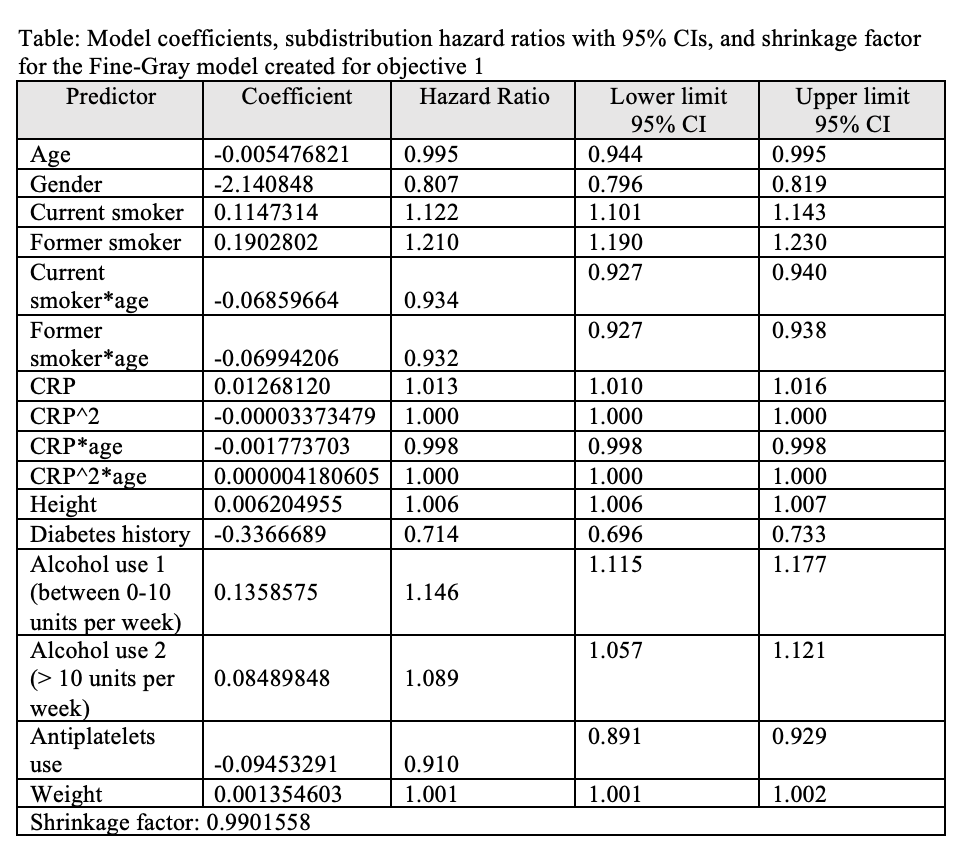 Table: Model coefficients, subdistribution hazard ratios with 95% CIs, and shrinkage factor
for the Fine-Gray model created for objective 1
Predictor Coefficient Hazard Ratio Lower limit 95% CI Upper limit 95% CI
Age -0.005476821 0.995 0.944 0.995
Gender -2.140848 0.807 0.796 0.819
Current smoker 0.1147314 1.122 1.101 1.143
Former smoker 0.1902802 1.210 1.190 1.230
Current smoker*age -0.06859664 0.934 0.927 0.940
Former smoker*age -0.06994206 0.932 0.927 0.938
CRP 0.01268120 1.013 1.010 1.016
CRP^2 -0.00003373479 1.000 1.000 1.000
CRP*age -0.001773703 0.998 0.998 0.998
CRP^2*age 0.000004180605 1.000 1.000 1.000
Height 0.006204955 1.006 1.006 1.007
Diabetes history -0.3366689 0.714 0.696 0.733
Alcohol use 1 (between 0-10 units per week) 0.1358575 1.146 1.115 1.177
Alcohol use 2 (> 10 units per week) 0.08489848 1.089 1.057 1.121
Antiplatelets use -0.09453291 0.910 0.891 0.929
Weight 0.001354603 1.001 1.001 1.002
Shrinkage factor: 0.9901558